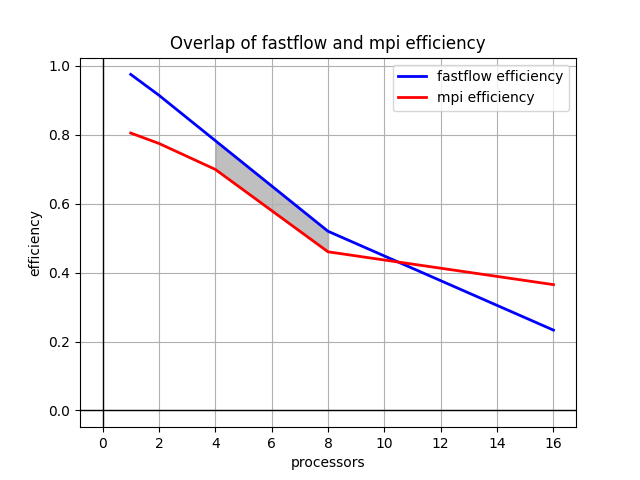 Overlap of fastflow and mpi efficiency
fastflow efficiency
mpi efficiency
efficiency
1.0
0.8
0.6
0.4
0.2
0.0
0 2 4 6 8 10 12 14 16
processors